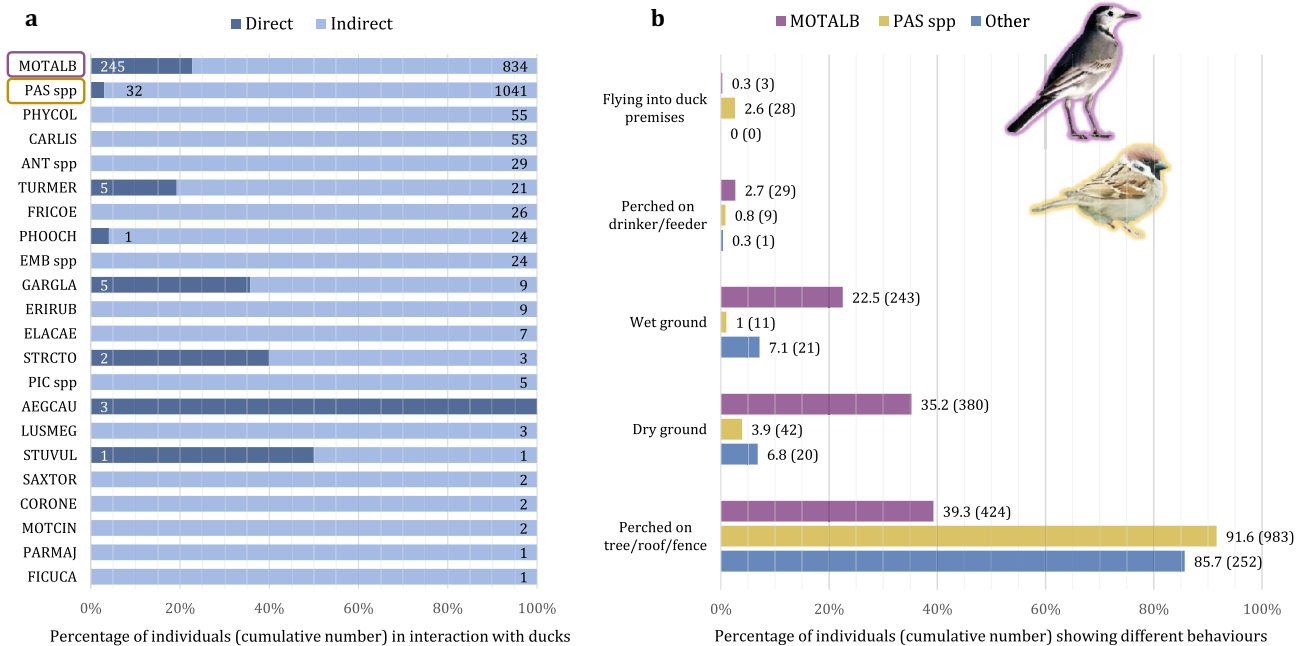 a
Direct Indirect
MOTALB 245 834
PAS spp 32 1041
PHYCOL 55
CARLIS 53
ANT spp 29
TURMER 5 21
FRICOE 26
PHOOCH 1 24
EMB spp 24
GARGLA 5 9
ERIRUB 9
ELACAE 7
STRCTO 2 3
PIC spp 5
AEGCAU 3
LUSMEG 3
STUVUL 1 1
SAXTOR 2
CORONE 2
MOTCIN 2
PARMAJ 1
FICUCA 1
0% 20% 40% 60% 80% 100%
Percentage of individuals (cumulative number) in interaction with ducks
b
MOTALB PAS spp Other
Flying into duck
premises
0.3 (3)
2.6 (28)
0 (0)
Perched on
drinker/feeder
2.7 (29)
0.8 (9)
0.3 (1)
Wet ground
22.5 (243)
1 (11)
7.1 (21)
Dry ground
35.2 (380)
3.9 (42)
6.8 (20)
Perched on
tree/roof/fence
39.3 (424)
91.6 (983)
85.7 (252)
0% 20% 40% 60% 80% 100%
Percentage of individuals (cumulative number) showing different behaviours